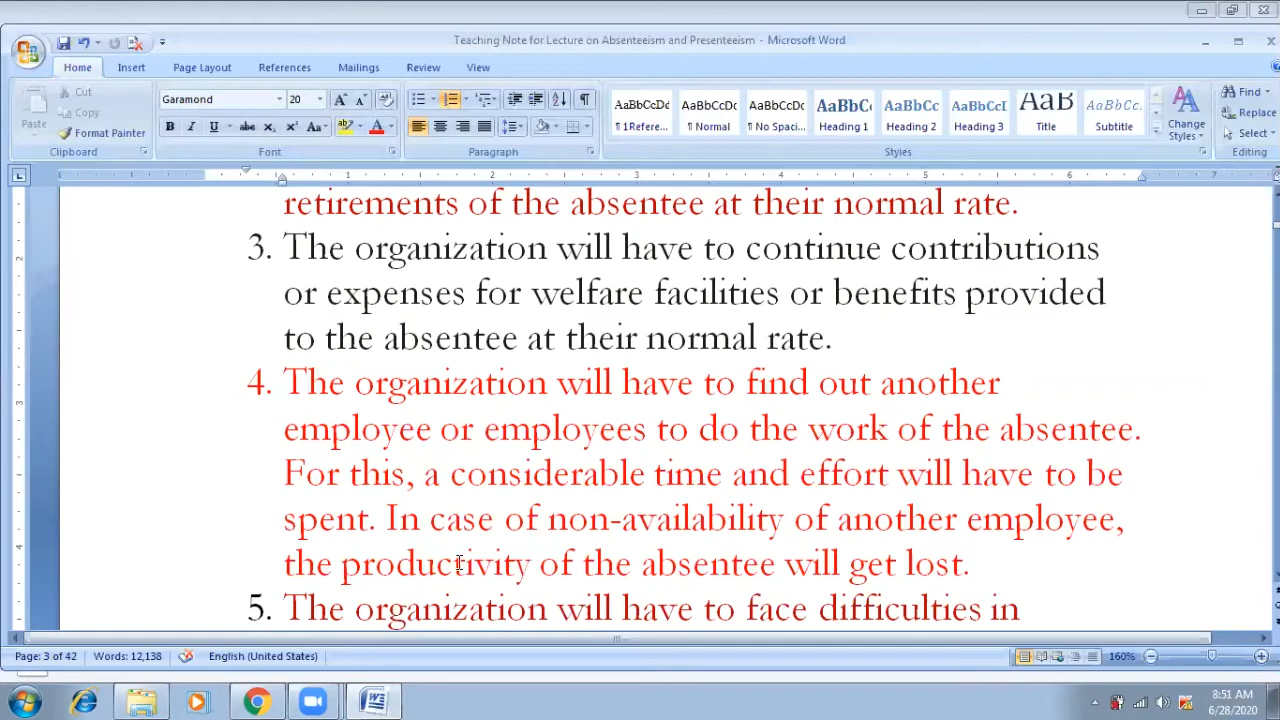 Teaching Note for Lecture on Absenteeism and Presenteeism - Microsoft Word
Home Insert Page Layout References Mailings Review View
Paste
Cut
Copy
Format Painter
Clipboard
Garamond 20
Font
Paragraph
AaBbCcDd AaBbCcDc AaBbCcDc AaBbC AaBbCc AaBbCcI AaB AaBbCc.
¶ 1Refere... ¶ Normal ¶ No Spaci... Heading 1 Heading 2 Heading 3 Title Subtitle
Change Styles
Styles
Find
Replace
Select
Editing
retirements of the absentee at their normal rate.
3. The organization will have to continue contributions
or expenses for welfare facilities or benefits provided
to the absentee at their normal rate.
4. The organization will have to find out another
employee or employees to do the work of the absentee.
For this, a considerable time and effort will have to be
spent. In case of non-availability of another employee,
the productivity of the absentee will get lost.
5. The organization will have to face difficulties in
Page: 3 of 42 Words: 12,138 English (United States) 160%
8:51 AM
6/28/2020